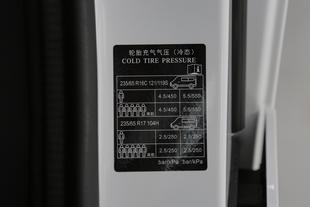 轮胎充气气压（冷态）
COLD TIRE PRESSURE
235/65 R16C 121/119S
4.5/450 5.5/550
4.5/450 5.5/550
235/65 R17 104H
2.5/250 2.5/250
2.5/250 2.5/250
bar/kPa bar/kPa